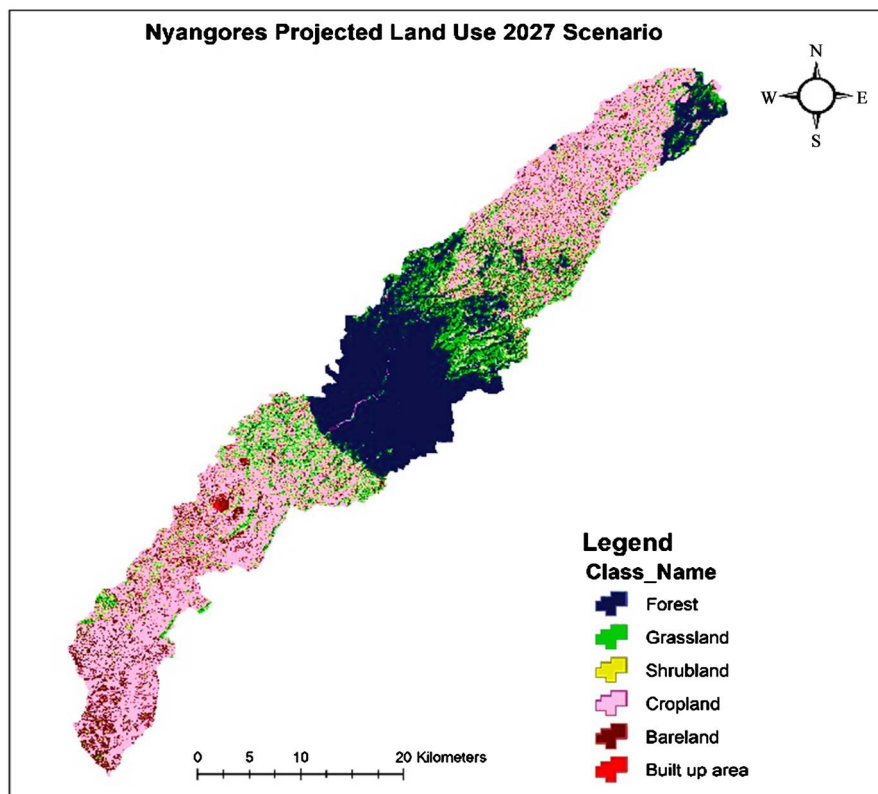 Nyangores Projected Land Use 2027 Scenario
N
W E
S
Legend
Class_Name
Forest
Grassland
Shrubland
Cropland
Bareland
Built up area
0 5 10 20 Kilometers